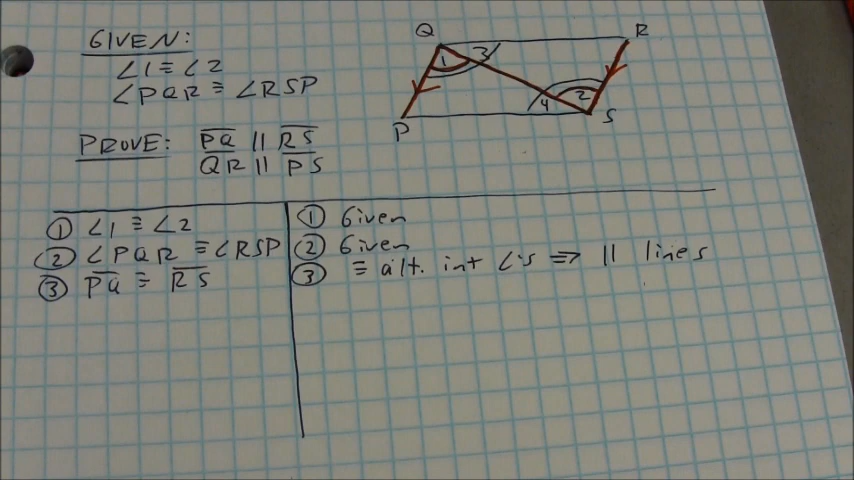 GIVEN:
∠1 ≅ ∠2
∠PQR ≅ ∠RSP
PROVE: PQ || RS
QR || PS
Q
R
1
3
4
2
P
S
① ∠1 ≅ ∠2
② ∠PQR ≅ ∠RSP
③ PQ ≅ RS
① Given
② Given
③ ≅ alt. int ∠'s ⇒ || lines